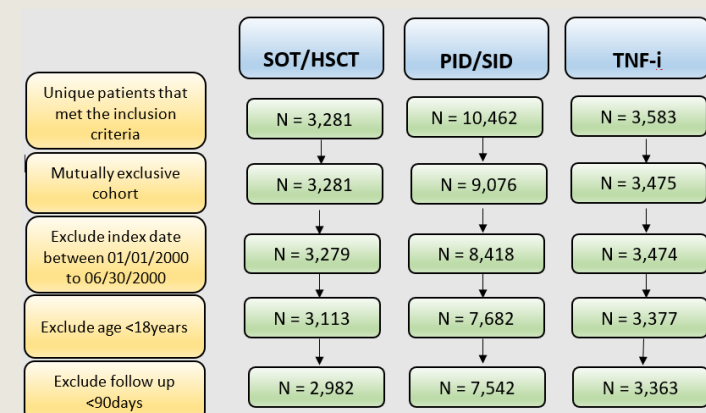 SOT/HSCT
PID/SID
TNF-i
Unique patients that
met the inclusion
criteria
N = 3,281
N = 10,462
N = 3,583
Mutually exclusive
cohort
N = 3,281
N = 9,076
N = 3,475
Exclude index date
between 01/01/2000
to 06/30/2000
N = 3,279
N = 8,418
N = 3,474
Exclude age <18years
N = 3,113
N = 7,682
N = 3,377
Exclude follow up
<90days
N = 2,982
N = 7,542
N = 3,363